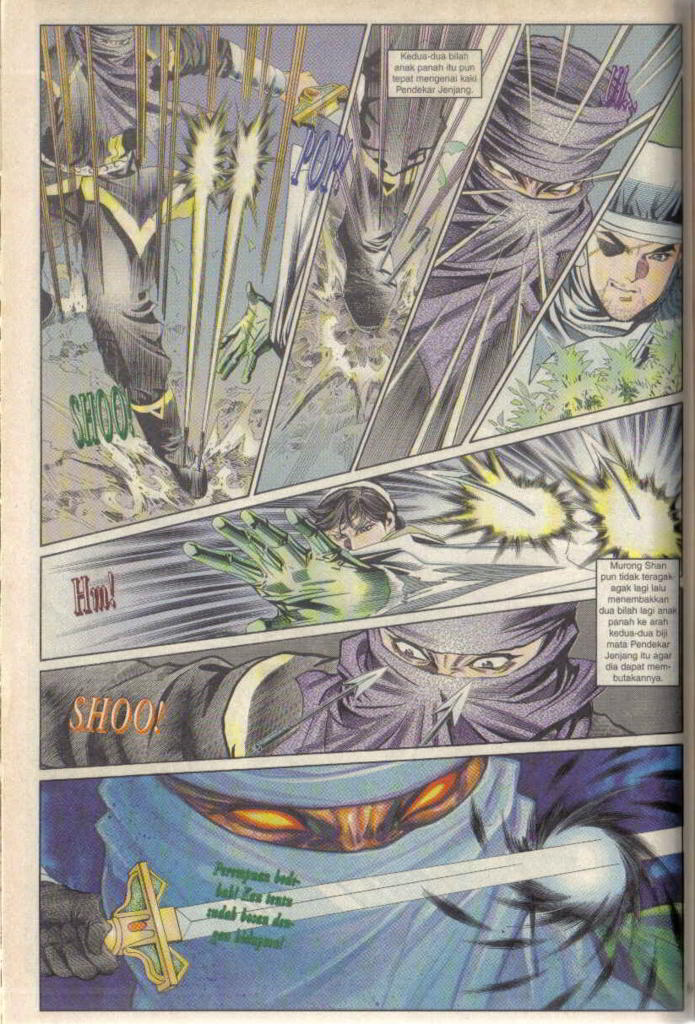 Kedua-dua bilah
anak panah itu pun
tepat mengenai kaki
Pendekar Jenjang.
POP!
SHOO!
Hm!
Murong Shan
pun tidak teragak-
agak lagi lalu
menembakkan
dua bilah lagi anak
panah ke arah
kedua-dua biji
mata Pendekar
Jenjang itu agar
dia dapat mem-
butakannya.
SHOO!
Perempuan bede-
bah! Kau tentu
sudah bosan den-
gan hidupmu!